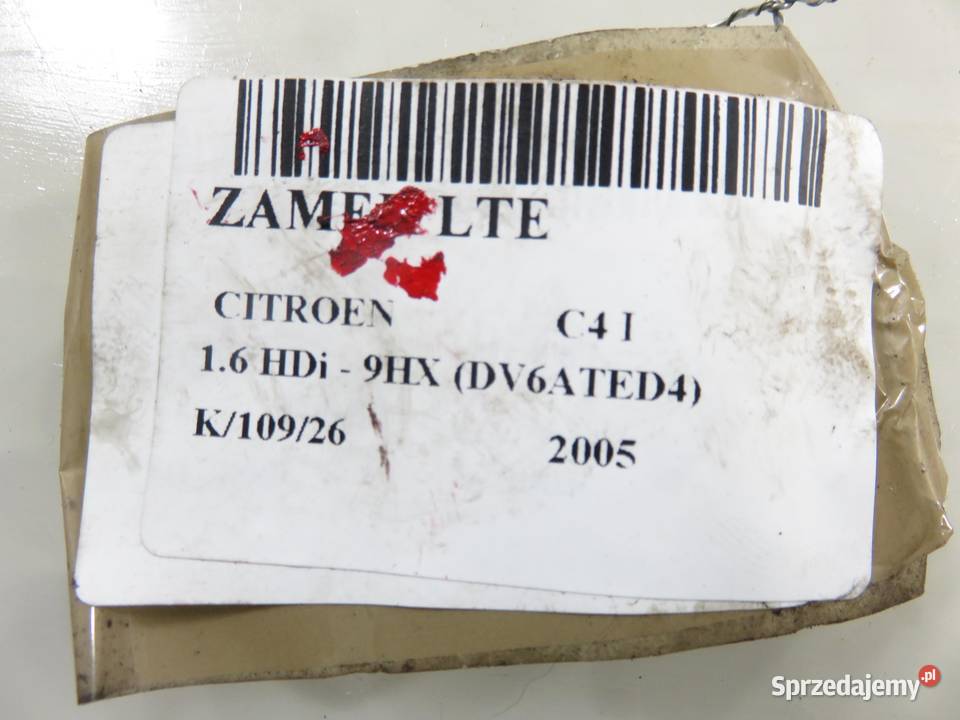 CITROEN C4 I
1.6 HDi - 9HX (DV6ATED4)
K/109/26 2005
Sprzedajemy.pl